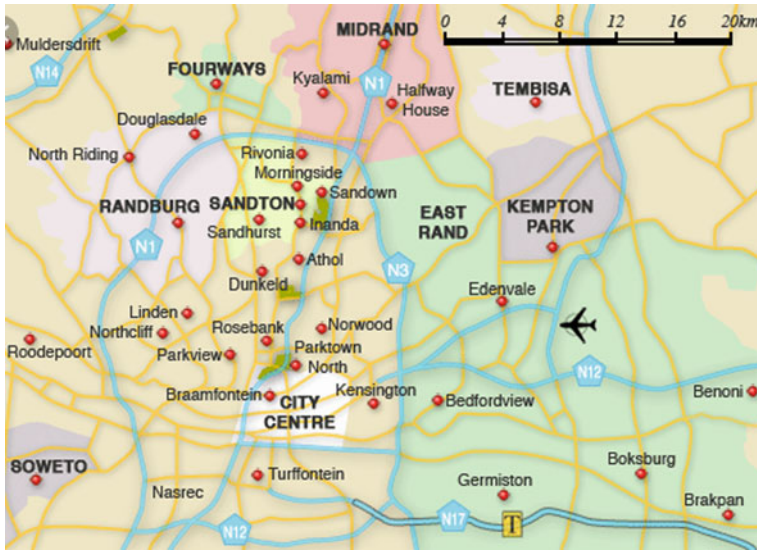 0 4 8 12 16 20km
MIDRAND
Muldersdrift
N14
FOURWAYS
Kyalami
N1
Halfway
House
TEMBISA
Douglasdale
North Riding
Rivonia
Morningside
Sandown
RANDBURG
SANDTON
Sandhurst
Inanda
EAST
RAND
KEMPTON
PARK
N1
Athol
N3
Dunkeld
Edenvale
Linden
Northcliff
Rosebank
Norwood
Roodepoort
Parkview
Parktown
North
N12
Braamfontein
CITY
CENTRE
Kensington
Bedfordview
Benoni
SOWETO
Turffontein
Nasrec
Germiston
Boksburg
Brakpan
N12
N17
T